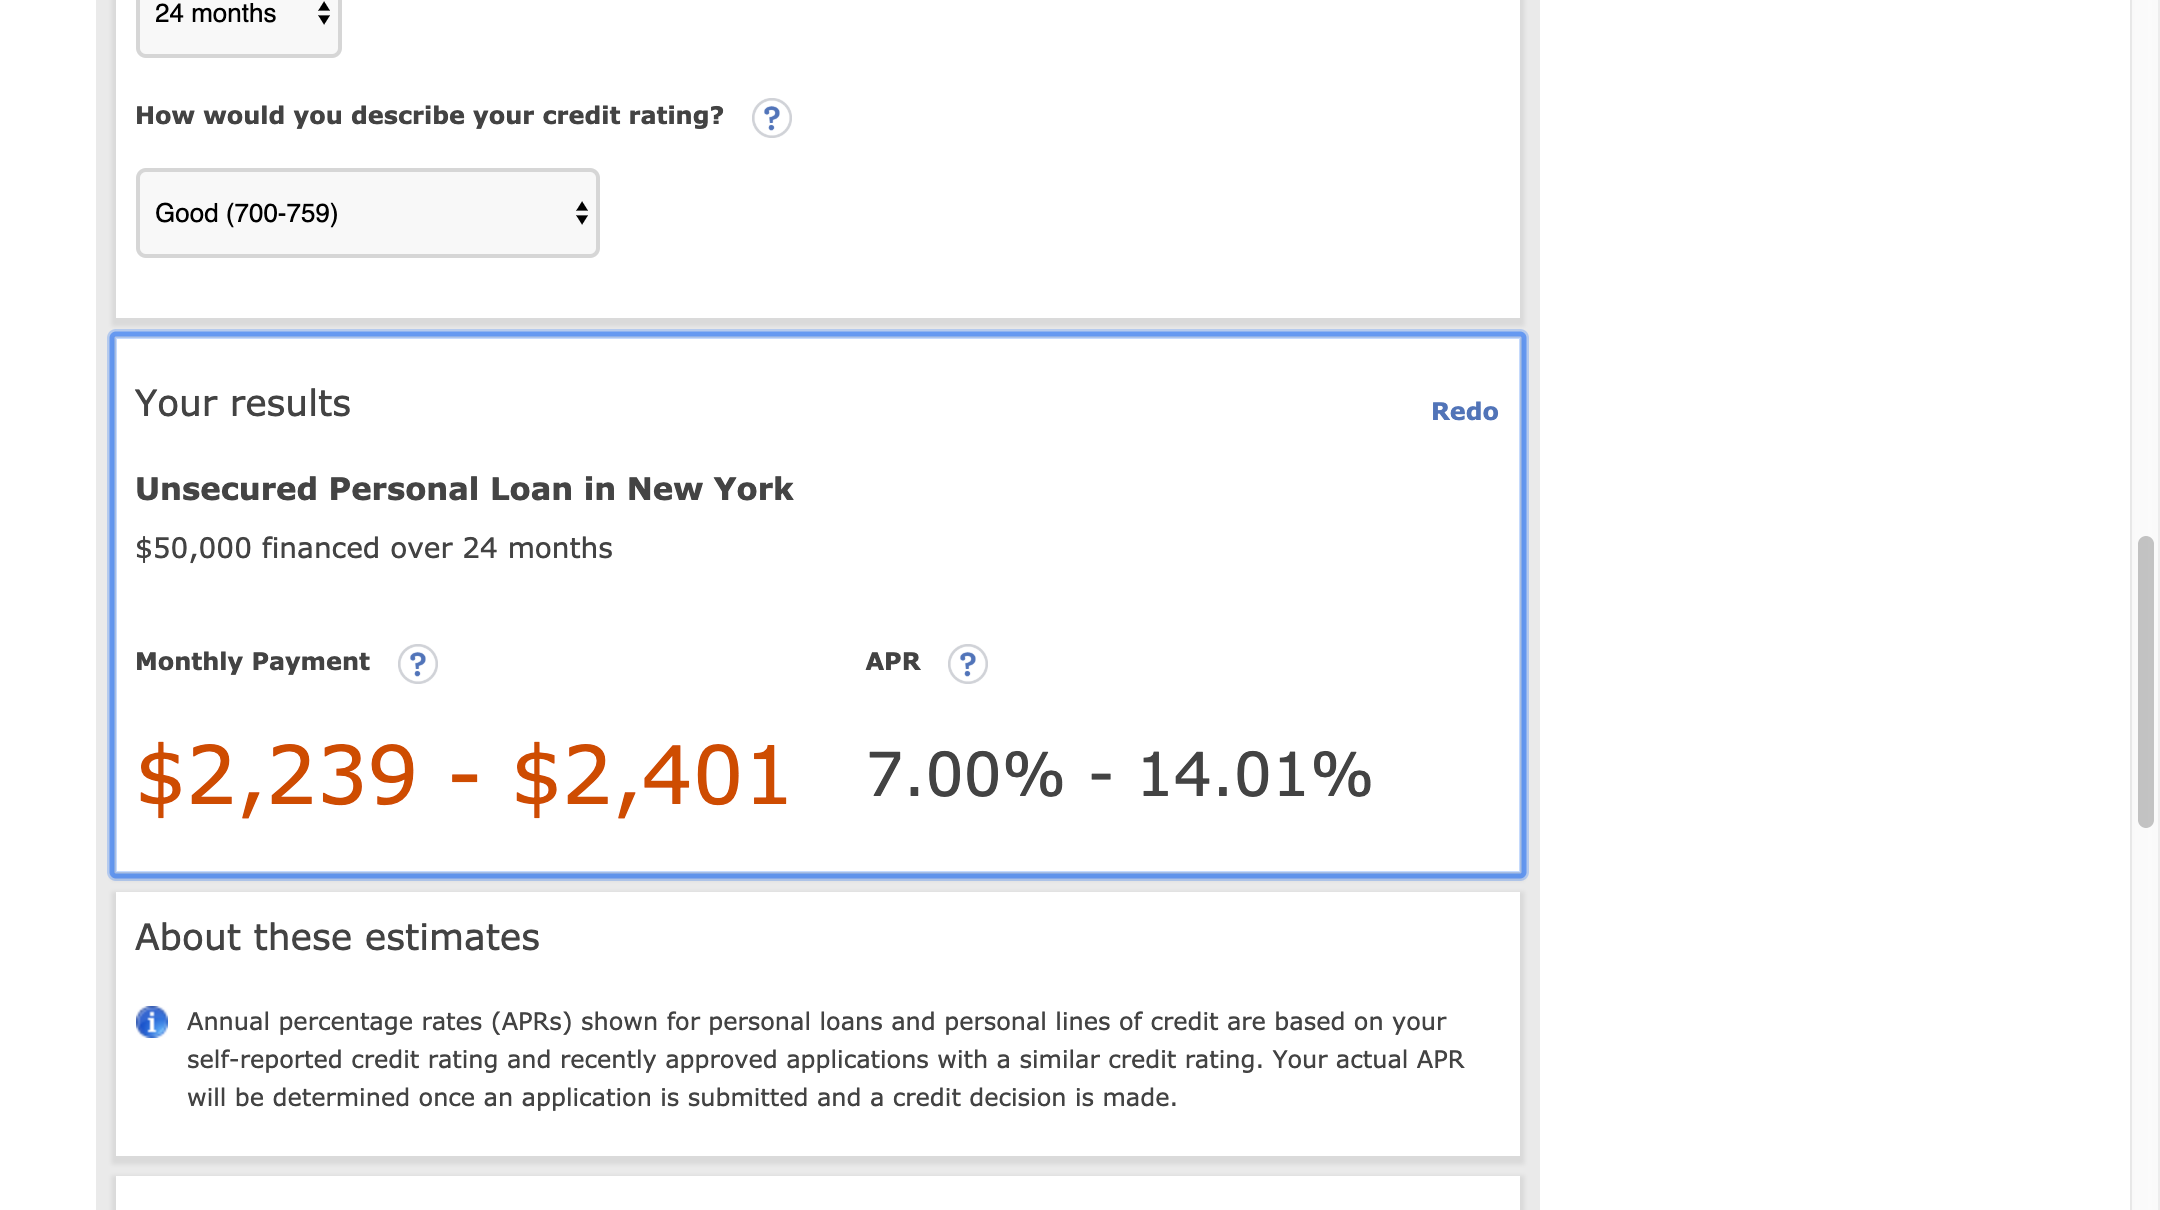 24 months
How would you describe your credit rating? ?
Good (700-759)
Your results
Redo
Unsecured Personal Loan in New York
$50,000 financed over 24 months
Monthly Payment ? APR ?
$2,239 - $2,401 7.00% - 14.01%
About these estimates
i Annual percentage rates (APRs) shown for personal loans and personal lines of credit are based on your
self-reported credit rating and recently approved applications with a similar credit rating. Your actual APR
will be determined once an application is submitted and a credit decision is made.